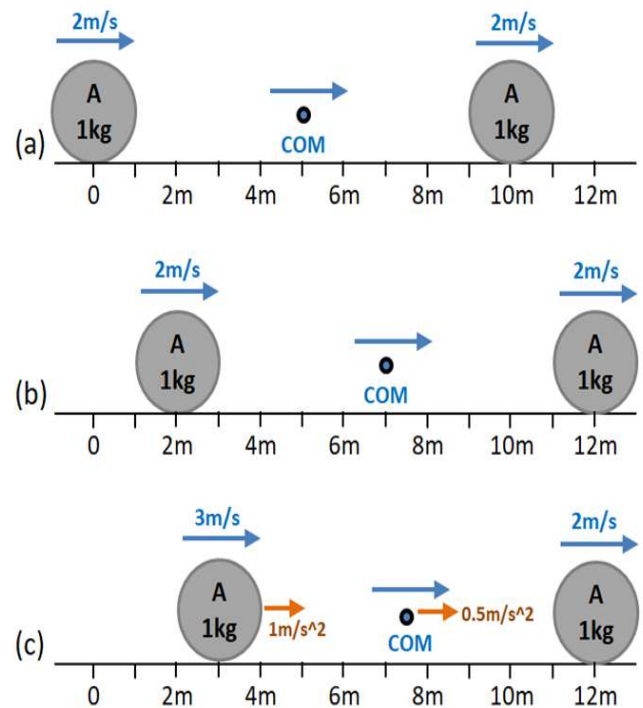 2m/s 2m/s
A A
1kg 1kg
COM
(a)
0 2m 4m 6m 8m 10m 12m
2m/s 2m/s
A A
1kg 1kg
COM
(b)
0 2m 4m 6m 8m 10m 12m
3m/s 2m/s
A A
1kg 1m/s^2 0.5m/s^2 1kg
COM
(c)
0 2m 4m 6m 8m 10m 12m